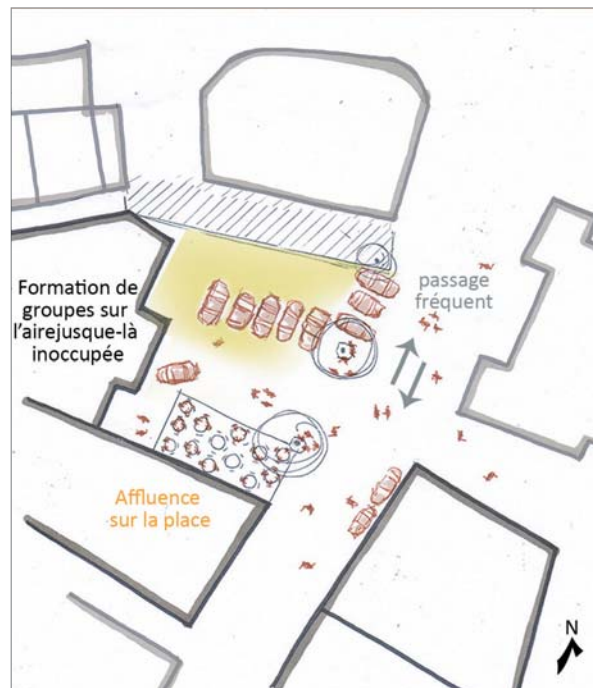 passage
fréquent
Formation de
groupes sur
l'airejusque-là
inoccupée
Affluence
sur la place
N